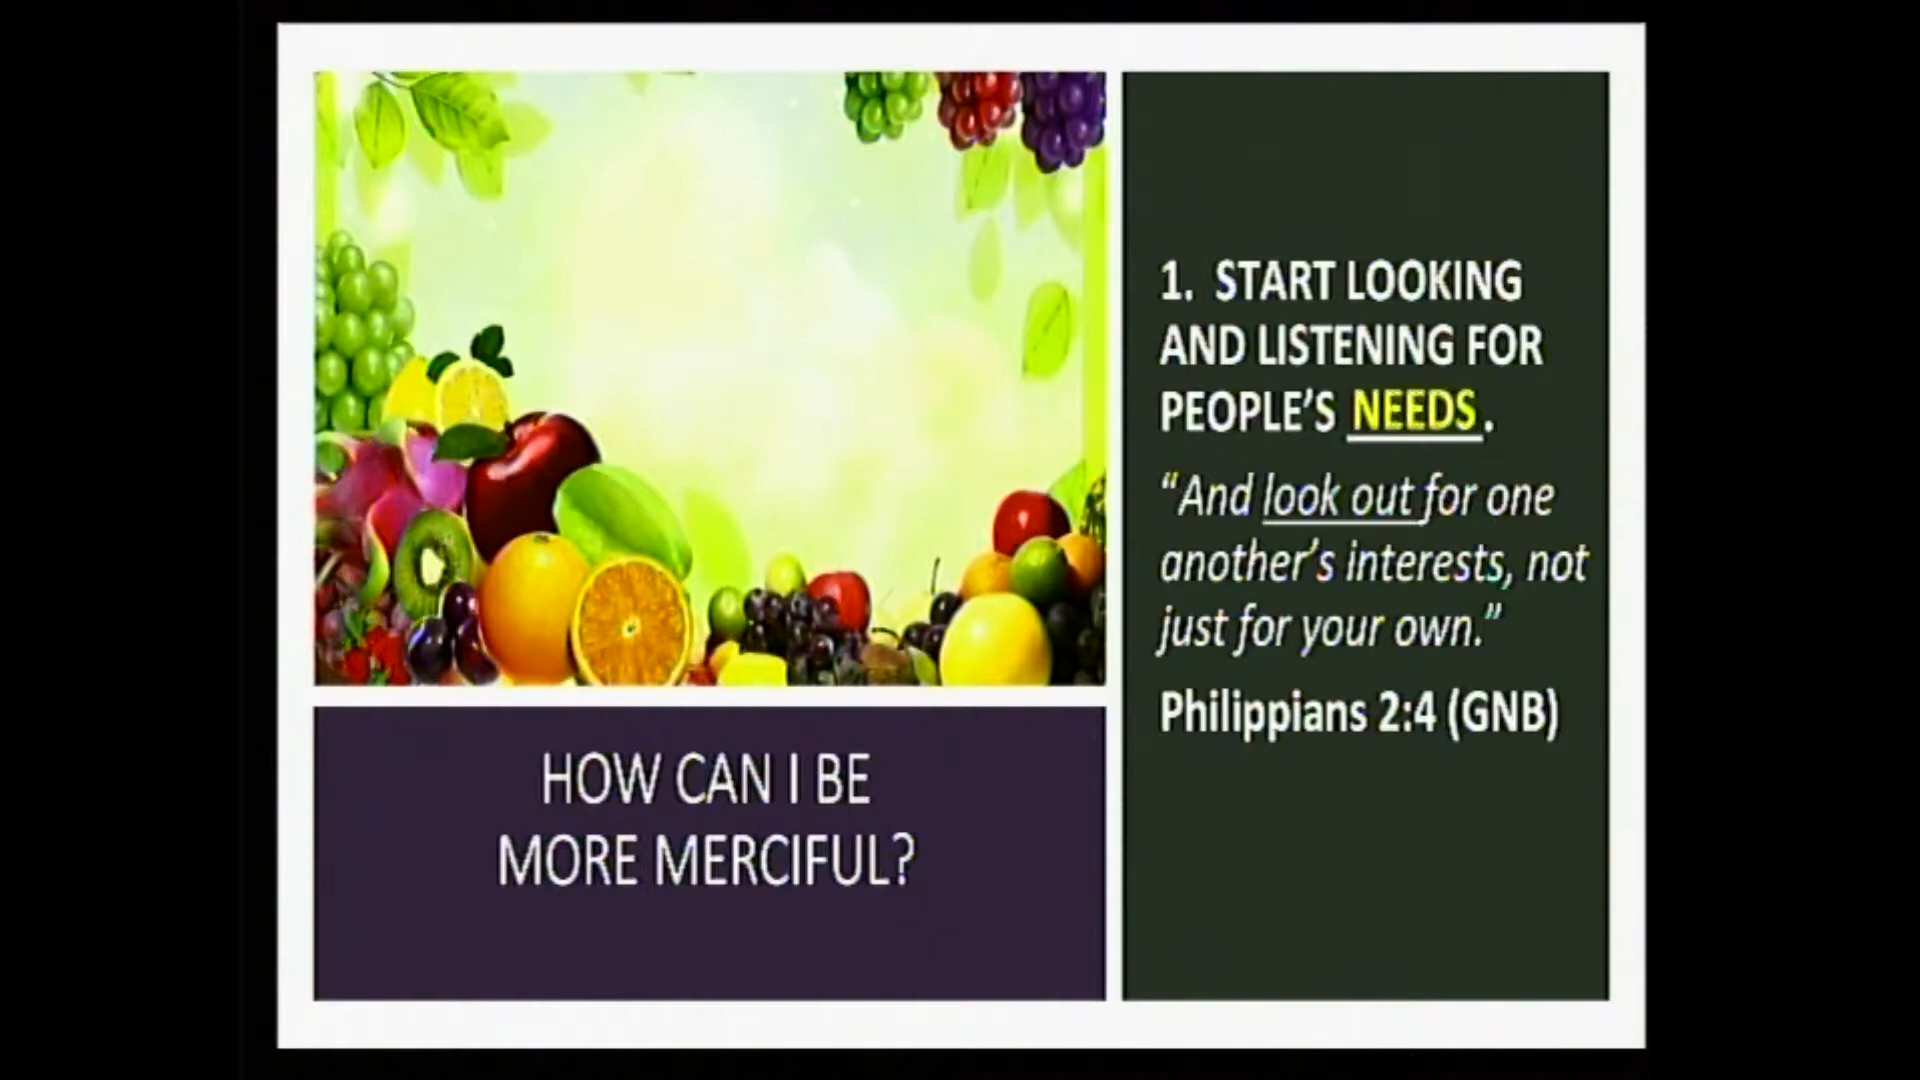 1. START LOOKING
AND LISTENING FOR
PEOPLE'S NEEDS.
“And look out for one
another's interests, not
just for your own.”
Philippians 2:4 (GNB)
HOW CAN I BE
MORE MERCIFUL?